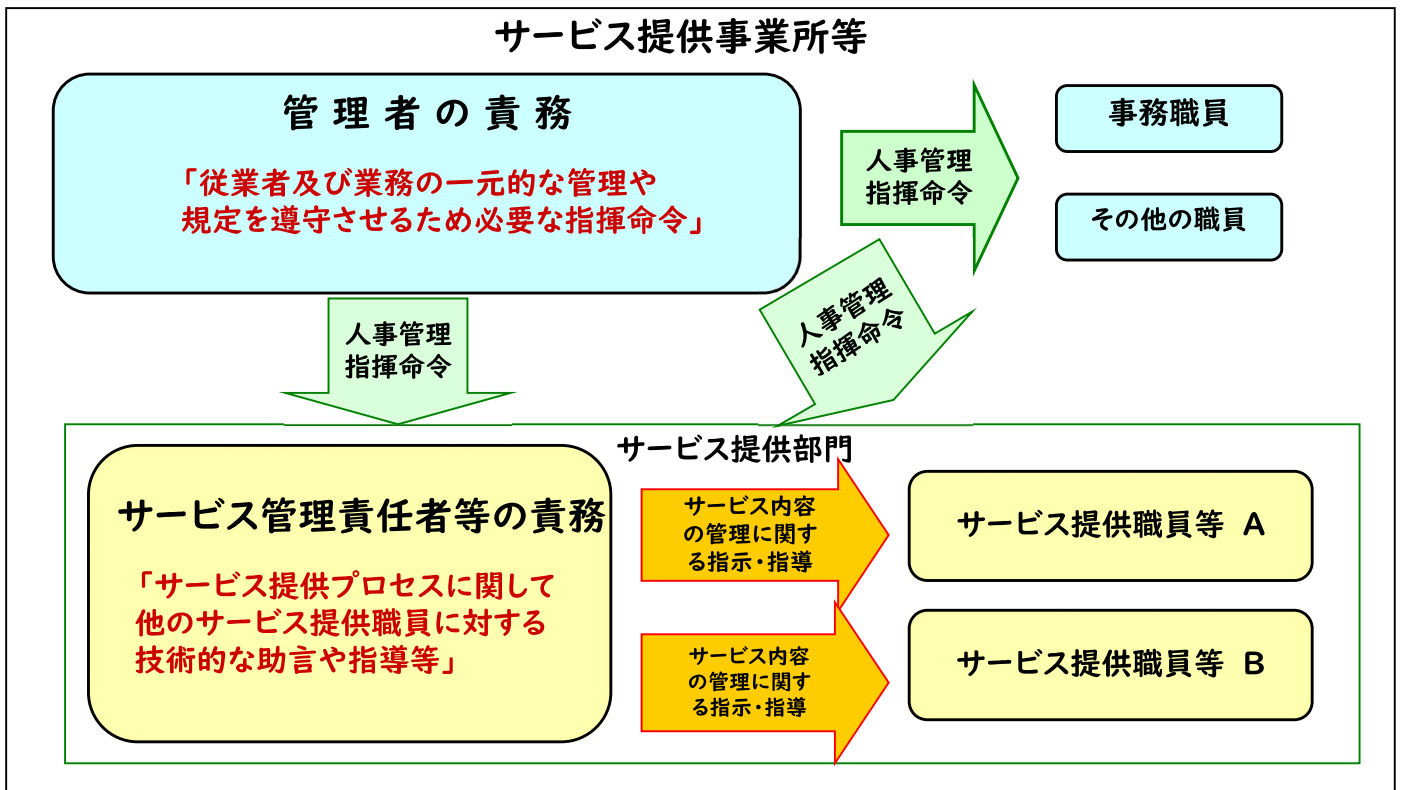 サービス提供事業所等
管理者の責務
「従業者及び業務の一元的な管理や
規定を遵守させるため必要な指揮命令」
人事管理
指揮命令
事務職員
その他の職員
人事管理
指揮命令
人事管理
指揮命令
サービス提供部門
サービス管理責任者等の責務
「サービス提供プロセスに関して
他のサービス提供職員に対する
技術的な助言や指導等」
サービス内容
の管理に関す
る指示・指導
サービス提供職員等 A
サービス内容
の管理に関す
る指示・指導
サービス提供職員等 B